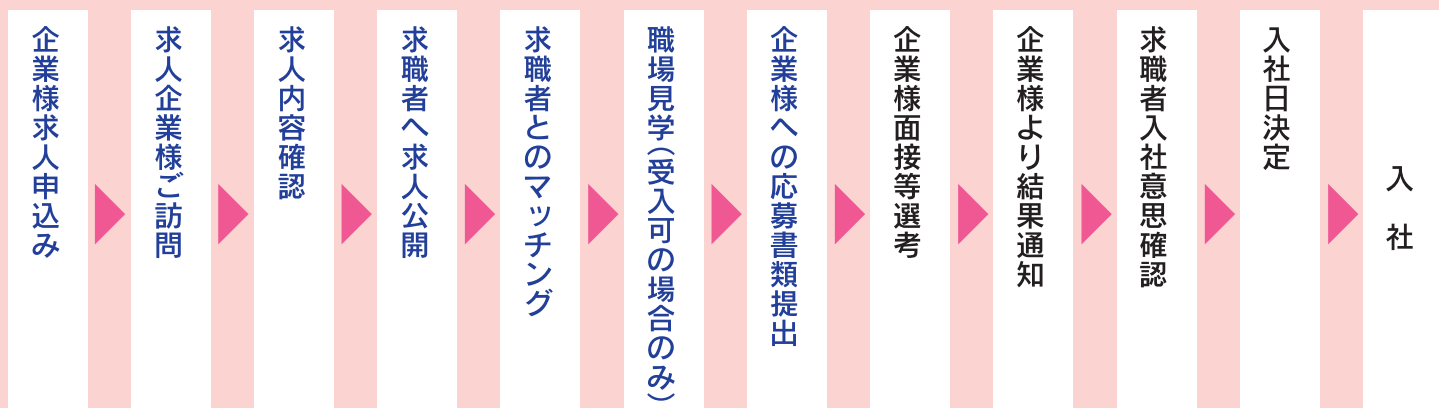 企業様求人申込み
求人企業様ご訪問
求人内容確認
求職者へ求人公開
求職者とのマッチング
職場見学(受入可の場合のみ)
企業様への応募書類提出
企業様面接等選考
企業様より結果通知
求職者入社意思確認
入社日決定
入社